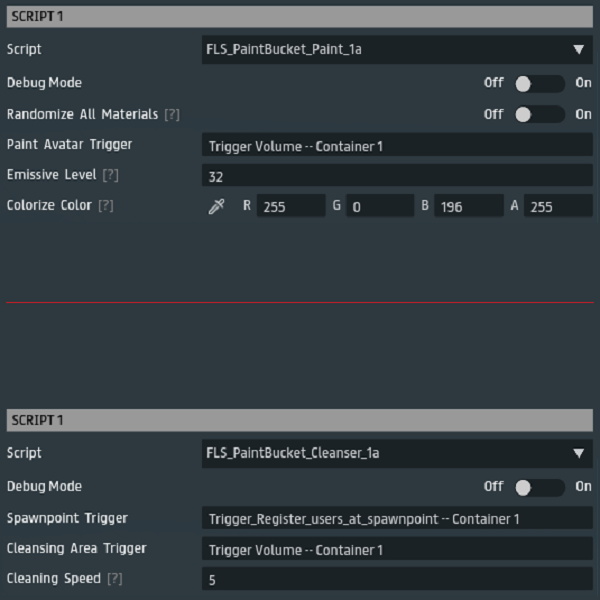 SCRIPT 1
Script FLS_PaintBucket_Paint_1a
Debug Mode Off On
Randomize All Materials [?] Off On
Paint Avatar Trigger Trigger Volume -- Container 1
Emissive Level [?] 32
Colorize Color [?] R 255 G 0 B 196 A 255
SCRIPT 1
Script FLS_PaintBucket_Cleanser_1a
Debug Mode Off On
Spawnpoint Trigger Trigger_Register_users_at_spawnpoint -- Container 1
Cleansing Area Trigger Trigger Volume -- Container 1
Cleaning Speed [?] 5